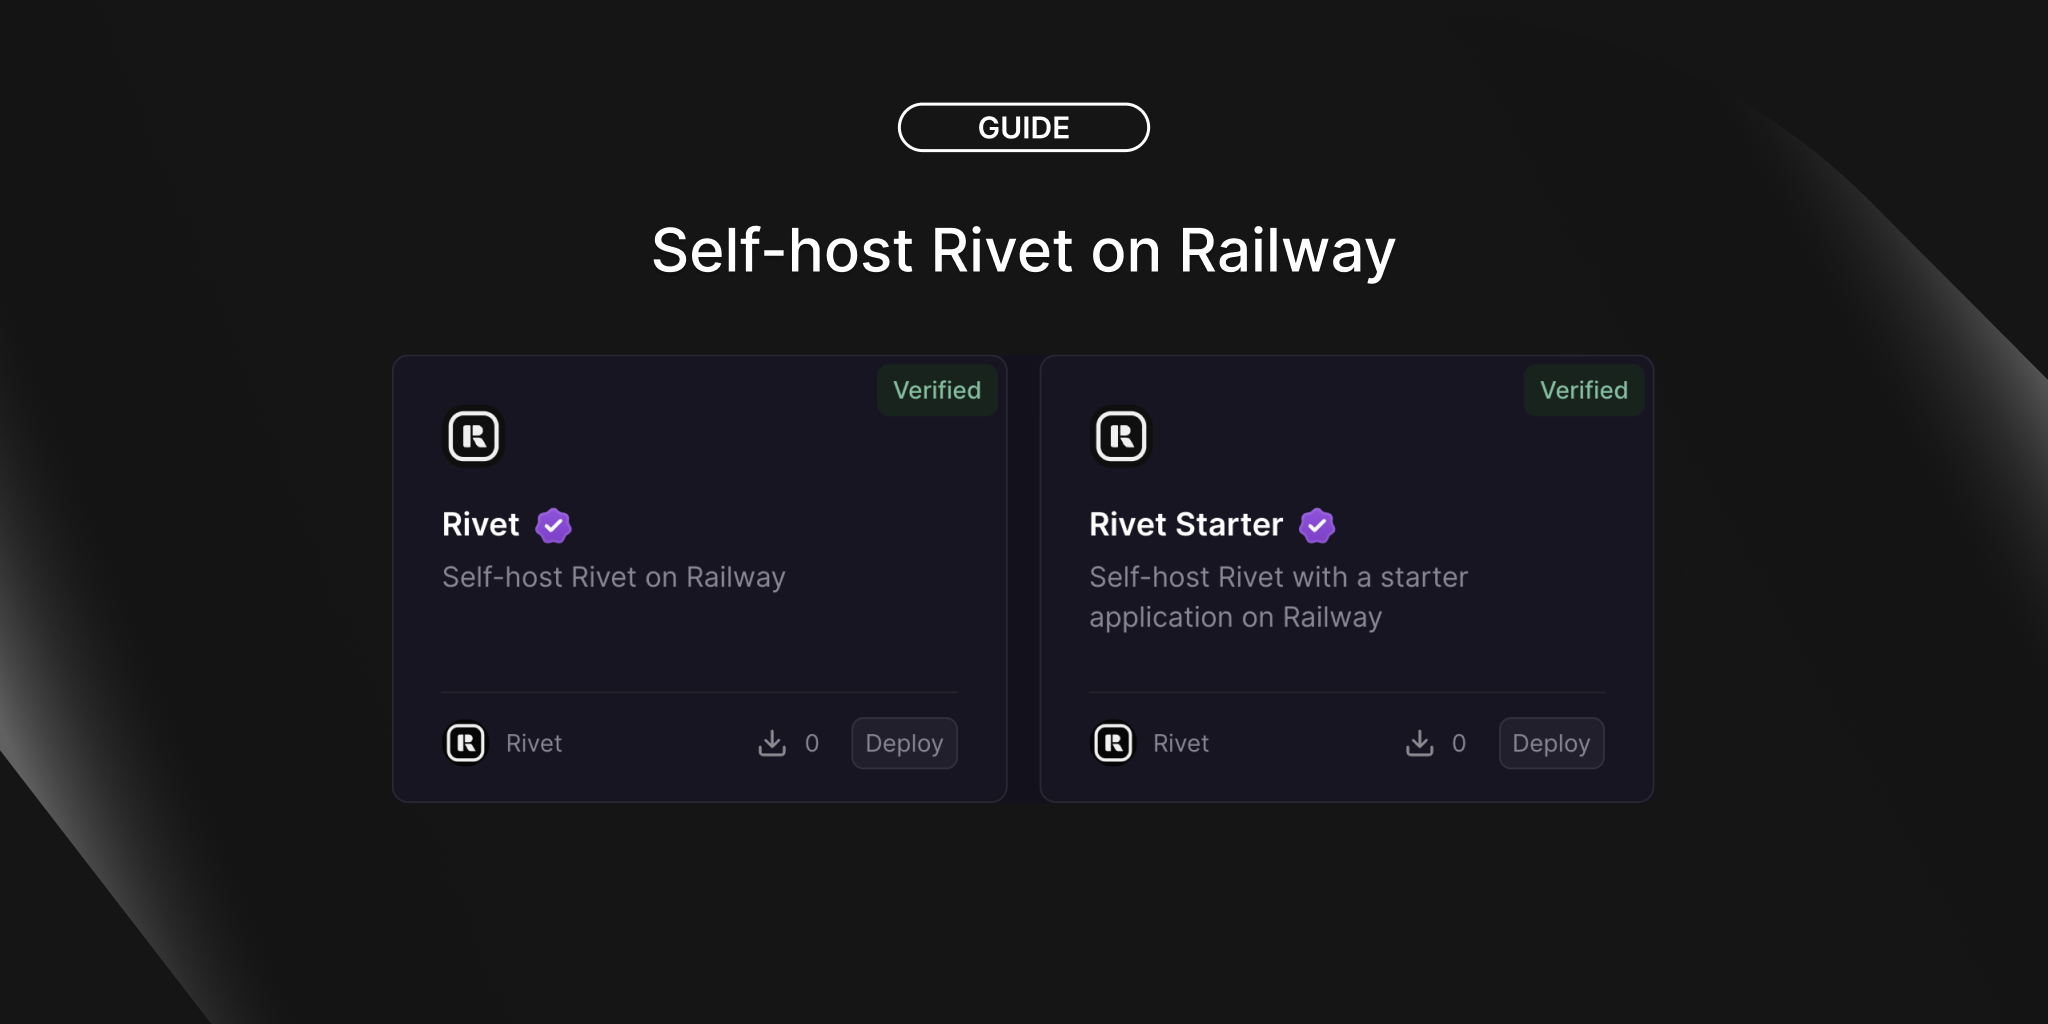 GUIDE
Self-host Rivet on Railway
Verified
R
Rivet
Self-host Rivet on Railway
R
Rivet
0
Deploy
Verified
R
Rivet Starter
Self-host Rivet with a starter
application on Railway
R
Rivet
0
Deploy